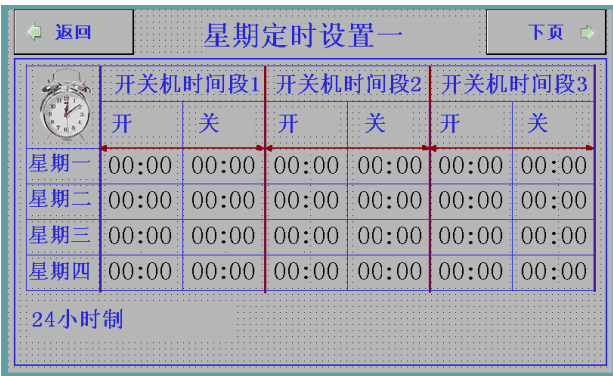 返回 星期定时设置一 下页
开关机时间段1 开关机时间段2 开关机时间段3
开 关 开 关 开 关
星期一 00:00 00:00 00:00 00:00 00:00 00:00
星期二 00:00 00:00 00:00 00:00 00:00 00:00
星期三 00:00 00:00 00:00 00:00 00:00 00:00
星期四 00:00 00:00 00:00 00:00 00:00 00:00
24小时制